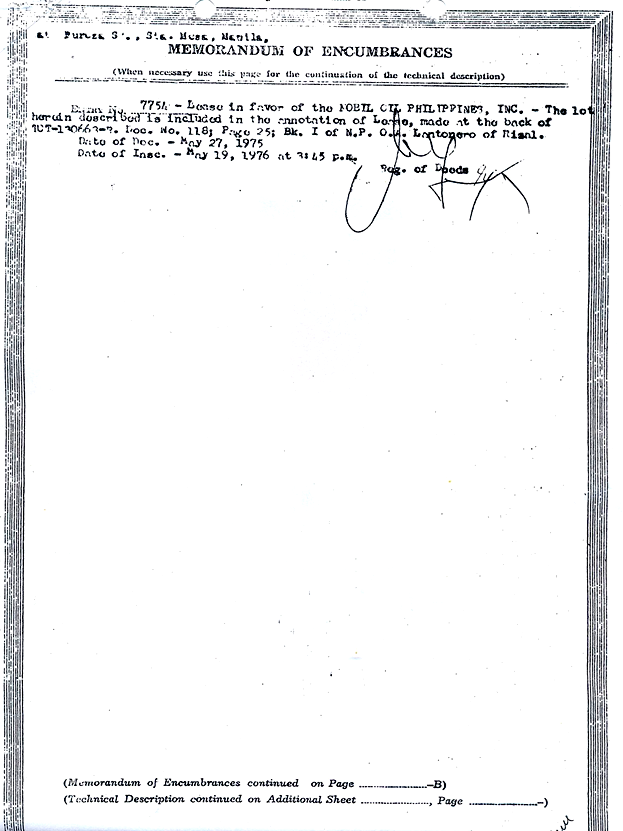 at Pureza St., Sta. Mesa, Manila,
MEMORANDUM OF ENCUMBRANCES
(When necessary use this page for the continuation of the technical description)
Entry No. 7754 - Lease in favor of the MOBIL OIL PHILIPPINES, INC. - The lot
herein described is included in the annotation of Lease, made at the back of
Doc. No. 118; Page 25; Bk. I of N.P. of Rizal.
Date of Doc. - May 27, 1975
Date of Insc. - May 19, 1976 at 3:45 p.m.
Reg. of Deeds
(Memorandum of Encumbrances continued on Page ......................-B)
(Technical Description continued on Additional Sheet ......................, Page ......................-)